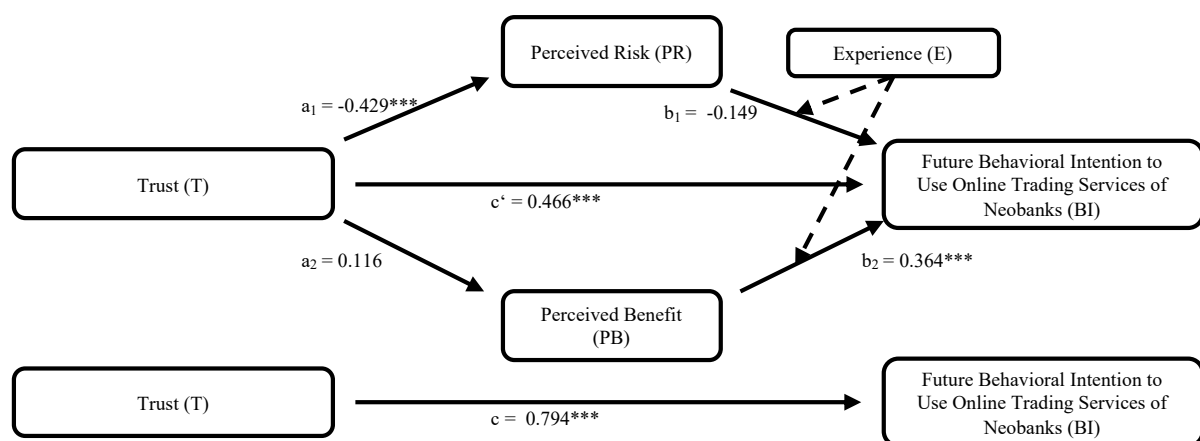 Perceived Risk (PR)
Experience (E)
a1 = -0.429***
b1 = -0.149
Trust (T)
Future Behavioral Intention to
Use Online Trading Services of
Neobanks (BI)
c‘ = 0.466***
a2 = 0.116
b2 = 0.364***
Perceived Benefit
(PB)
Trust (T)
Future Behavioral Intention to
Use Online Trading Services of
Neobanks (BI)
c = 0.794***